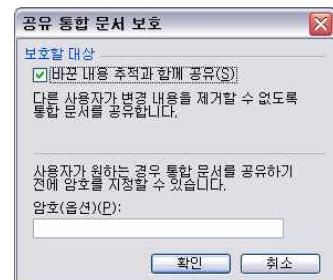 공유 통합 문서 보호
보호할 대상
바꾼 내용 추적과 함께 공유(S)
다른 사용자가 변경 내용을 제거할 수 없도록
통합 문서를 공유합니다.
사용자가 원하는 경우 통합 문서를 공유하기
전에 암호를 지정할 수 있습니다.
암호(옵션)(P):
확인 취소